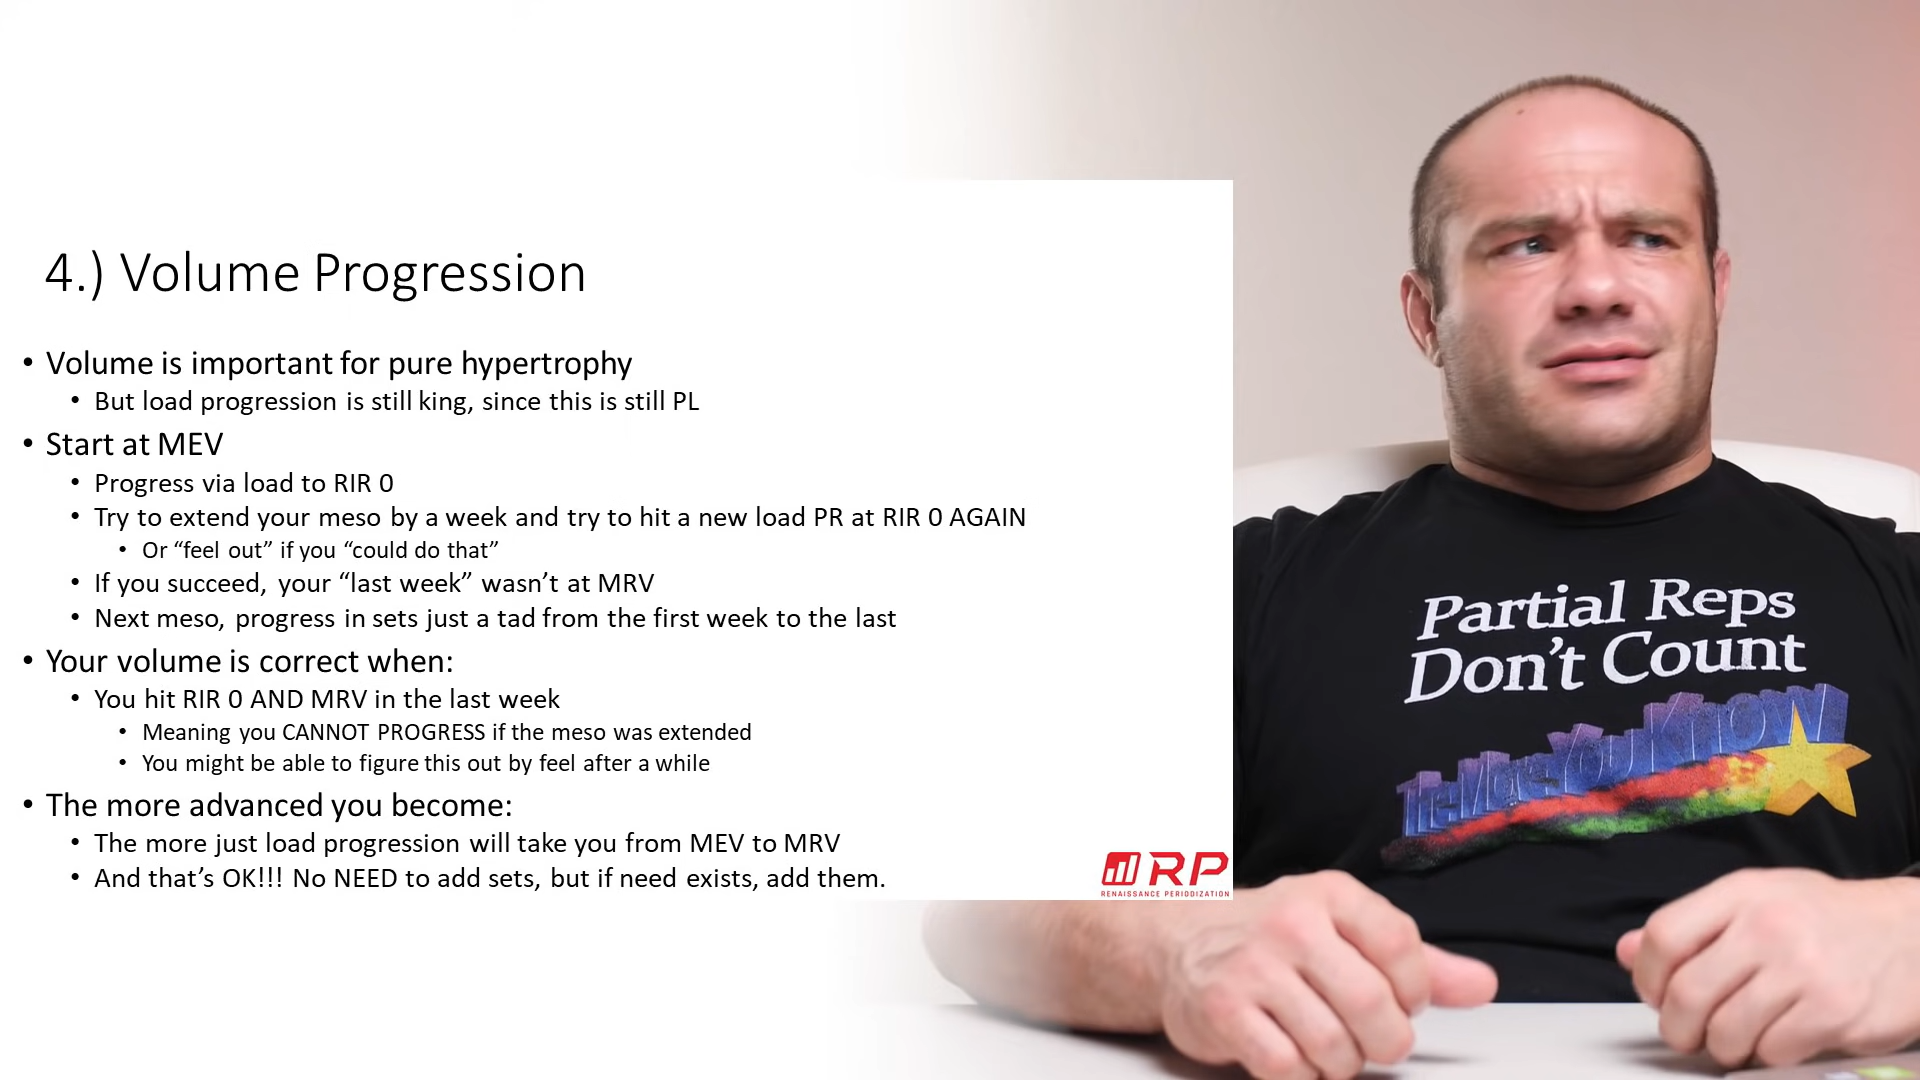 4.) Volume Progression
• Volume is important for pure hypertrophy
• But load progression is still king, since this is still PL
• Start at MEV
• Progress via load to RIR 0
• Try to extend your meso by a week and try to hit a new load PR at RIR 0 AGAIN
• Or “feel out” if you “could do that”
• If you succeed, your “last week” wasn’t at MRV
• Next meso, progress in sets just a tad from the first week to the last
• Your volume is correct when:
• You hit RIR 0 AND MRV in the last week
• Meaning you CANNOT PROGRESS if the meso was extended
• You might be able to figure this out by feel after a while
• The more advanced you become:
• The more just load progression will take you from MEV to MRV
• And that’s OK!!! No NEED to add sets, but if need exists, add them.
RP
RENAISSANCE PERIODIZATION
Partial Reps
Don’t Count
The More You Know